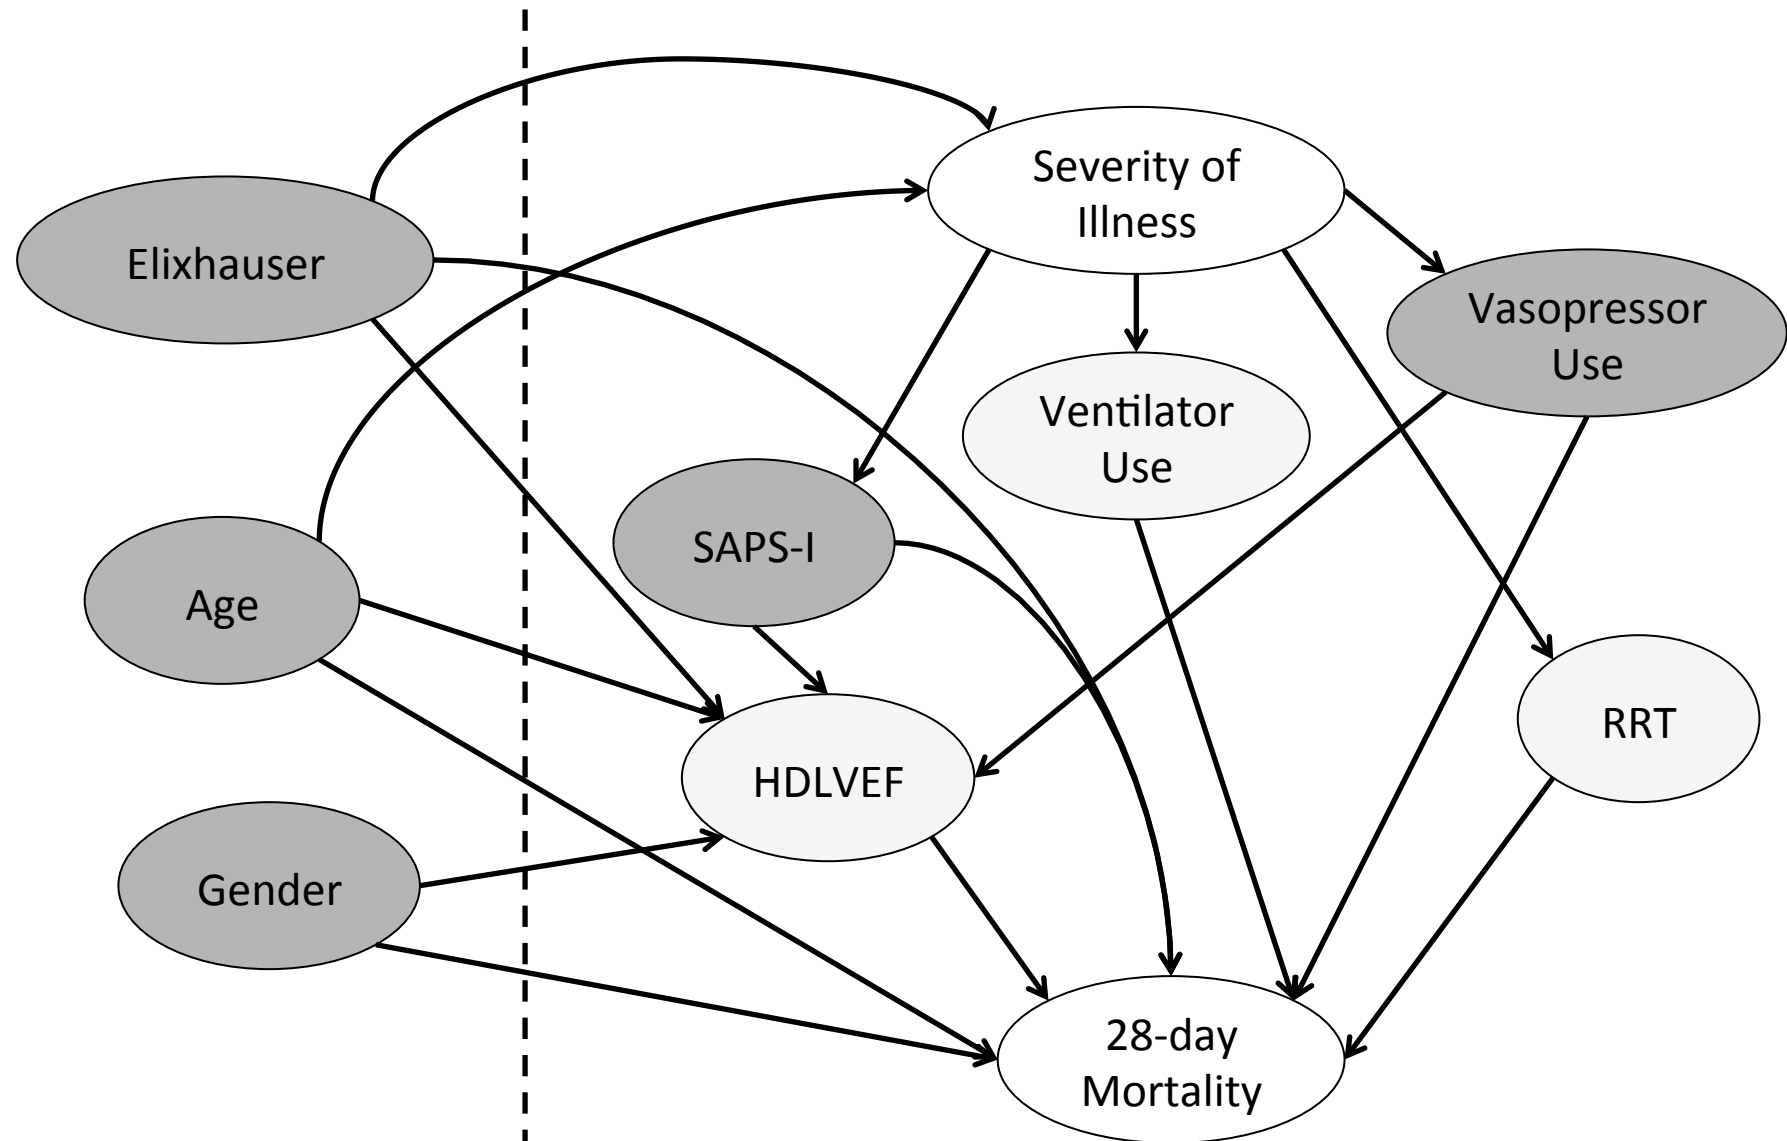 Severity of
Illness
Elixhauser
Vasopressor
Use
Ventilator
Use
SAPS-I
Age
RRT
HDLVEF
Gender
28-day
Mortality